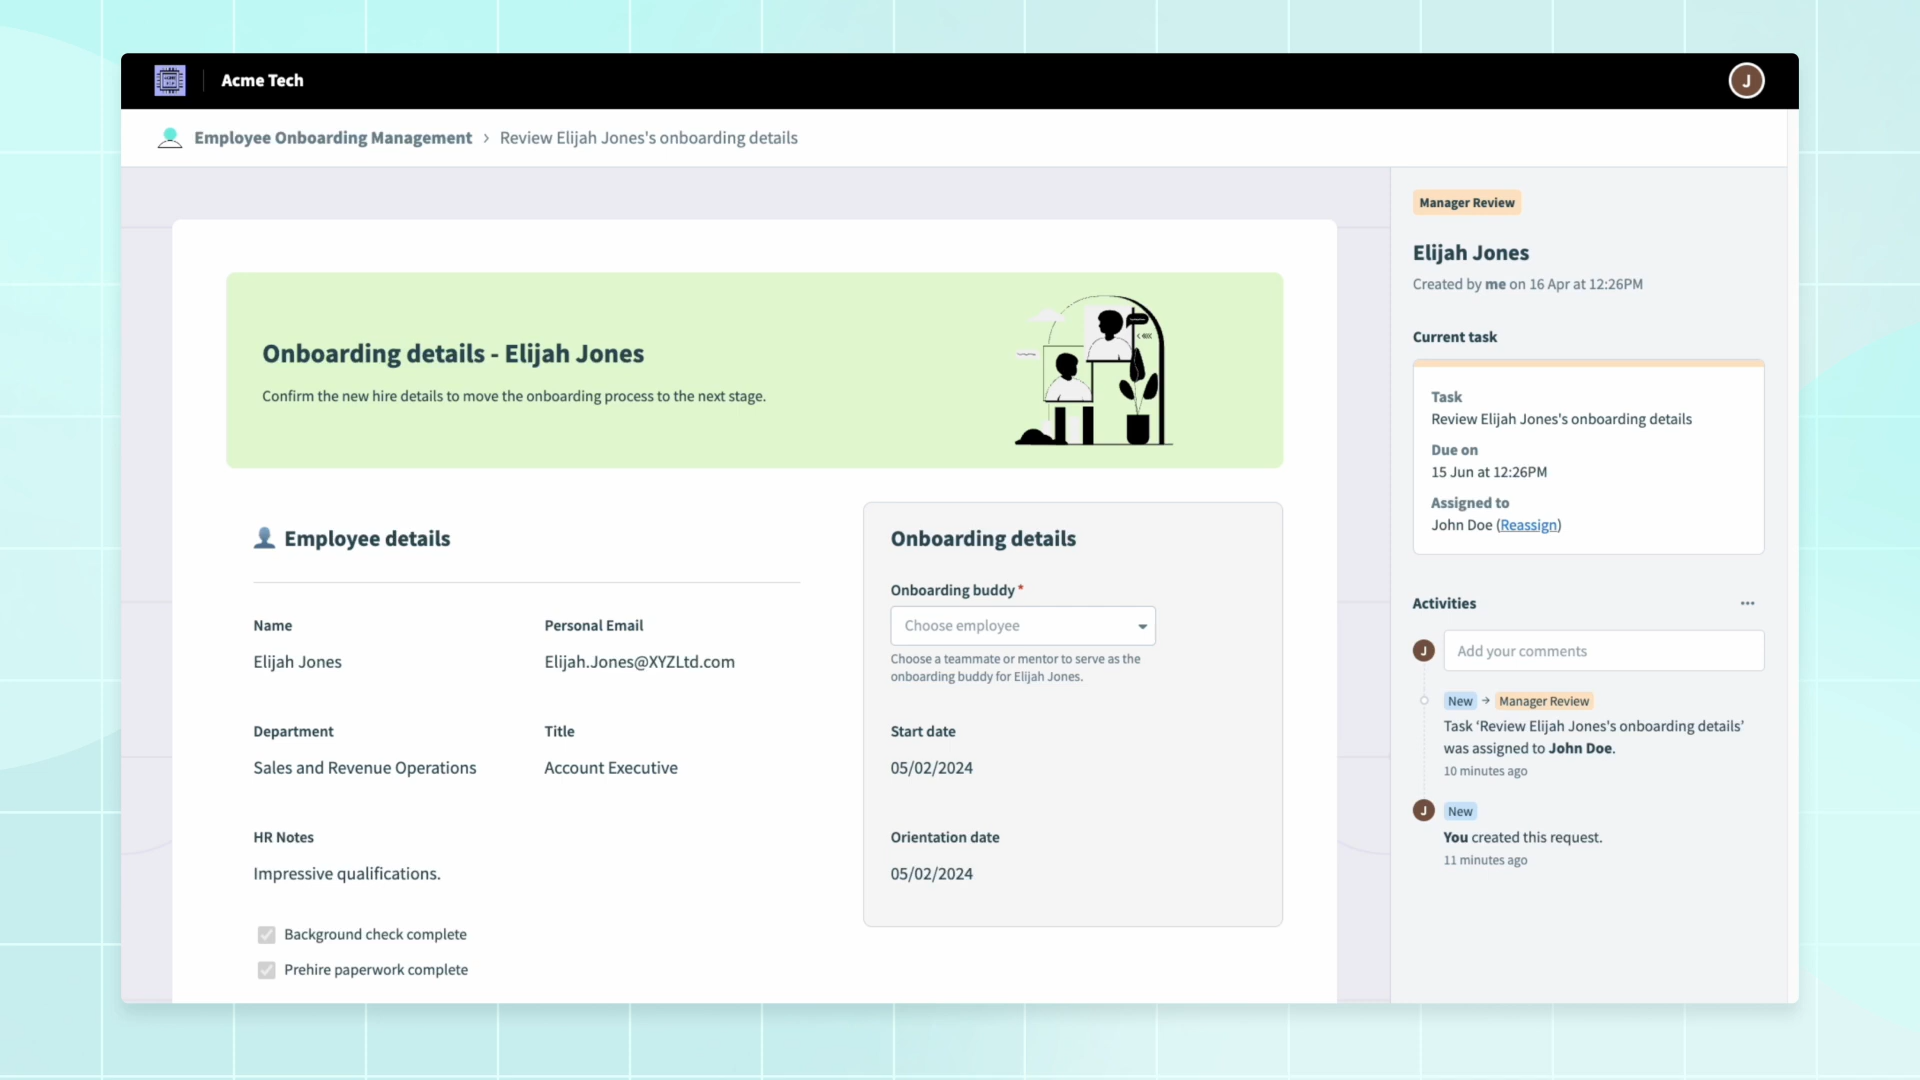 Acme Tech
J
Employee Onboarding Management > Review Elijah Jones's onboarding details
Onboarding details - Elijah Jones
Confirm the new hire details to move the onboarding process to the next stage.
Employee details
Name
Elijah Jones
Personal Email
Elijah.Jones@XYZLtd.com
Department
Sales and Revenue Operations
Title
Account Executive
HR Notes
Impressive qualifications.
Background check complete
Prehire paperwork complete
Onboarding details
Onboarding buddy*
Choose employee
Choose a teammate or mentor to serve as the
onboarding buddy for Elijah Jones.
Start date
05/02/2024
Orientation date
05/02/2024
Manager Review
Elijah Jones
Created by me on 16 Apr at 12:26PM
Current task
Task
Review Elijah Jones's onboarding details
Due on
15 Jun at 12:26PM
Assigned to
John Doe (Reassign)
Activities
J
Add your comments
New → Manager Review
Task ‘Review Elijah Jones's onboarding details’
was assigned to John Doe.
10 minutes ago
J
New
You created this request.
11 minutes ago